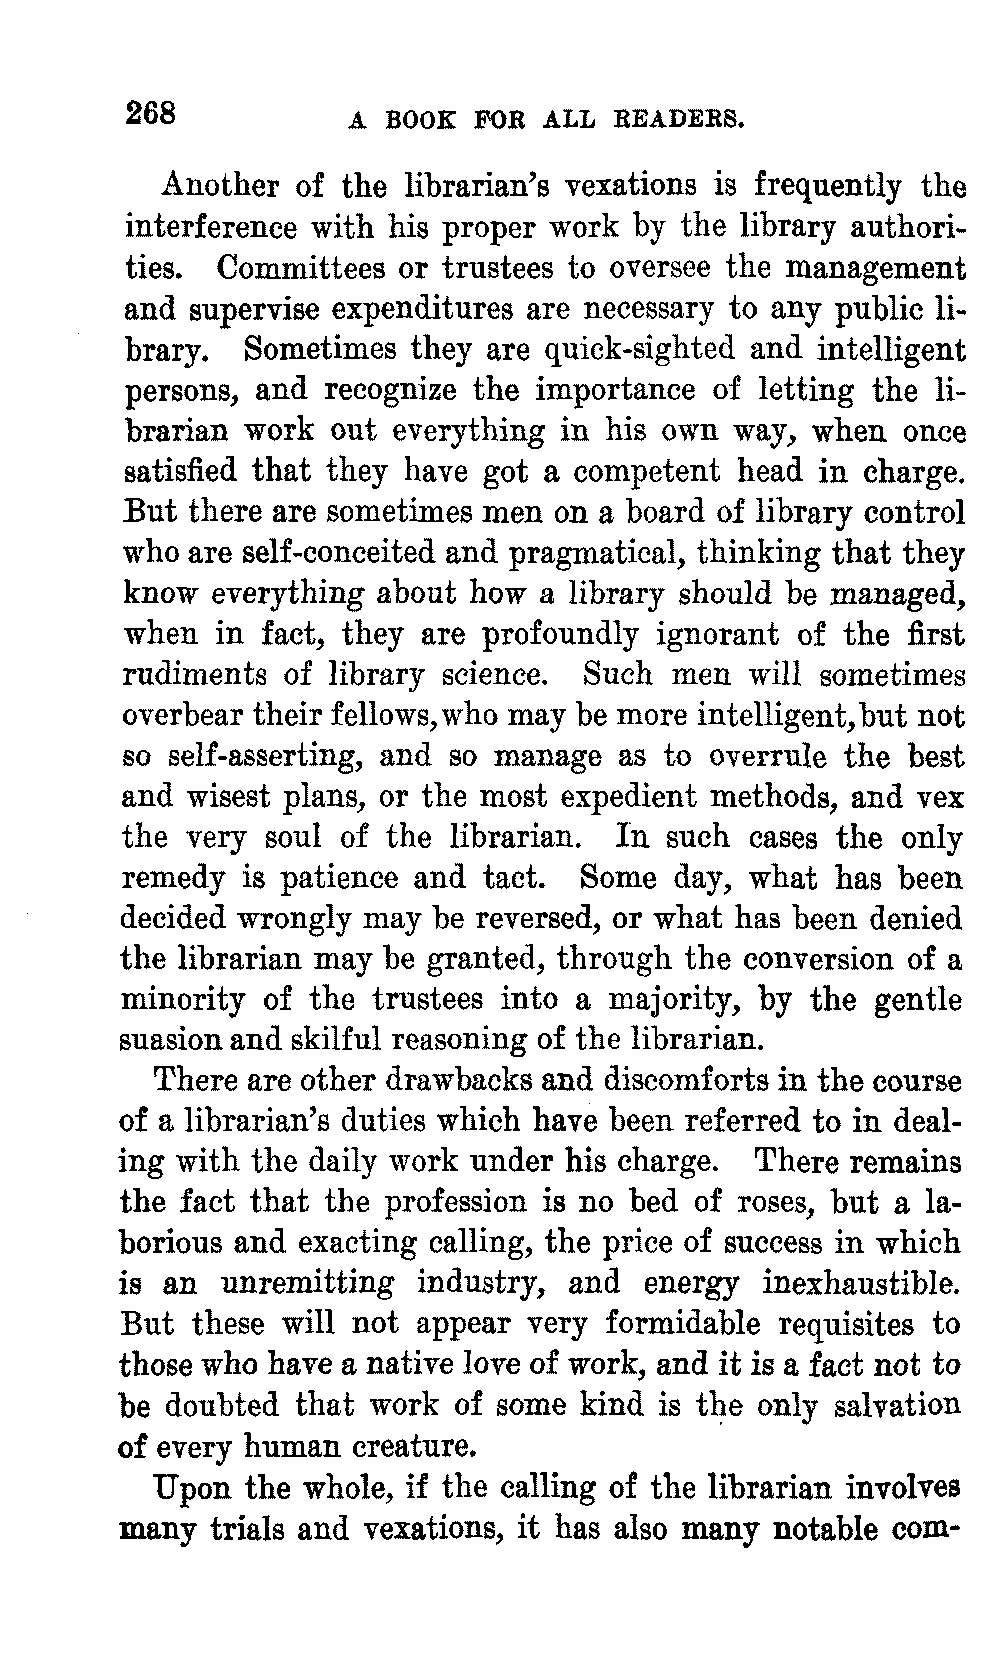 268
A BOOK FOR ALL READERS.
Another of the librarian's vexations is frequently the
interference with his proper work by the library authori-
ties. Committees or trustees to oversee the management
and supervise expenditures are necessary to any public li-
brary. Sometimes they are quick-sighted and intelligent
persons, and recognize the importance of letting the li-
brarian work out everything in his own way, when once
satisfied that they have got a competent head in charge.
But there are sometimes men on a board of library control
who are self-conceited and pragmatical, thinking that they
know everything about how a library should be managed,
when in fact, they are profoundly ignorant of the first
rudiments of library science. Such men will sometimes
overbear their fellows, who may be more intelligent, but not
so self-asserting, and so manage as to overrule the best
and wisest plans, or the most expedient methods, and vex
the very soul of the librarian. In such cases the only
remedy is patience and tact. Some day, what has been
decided wrongly may be reversed, or what has been denied
the librarian may be granted, through the conversion of a
minority of the trustees into a majority, by the gentle
suasion and skilful reasoning of the librarian.
There are other drawbacks and discomforts in the course
of a librarian's duties which have been referred to in deal-
ing with the daily work under his charge. There remains
the fact that the profession is no bed of roses, but a la-
borious and exacting calling, the price of success in which
is an unremitting industry, and energy inexhaustible.
But these will not appear very formidable requisites to
those who have a native love of work, and it is a fact not to
be doubted that work of some kind is the only salvation
of every human creature.
Upon the whole, if the calling of the librarian involves
many trials and vexations, it has also many notable com-